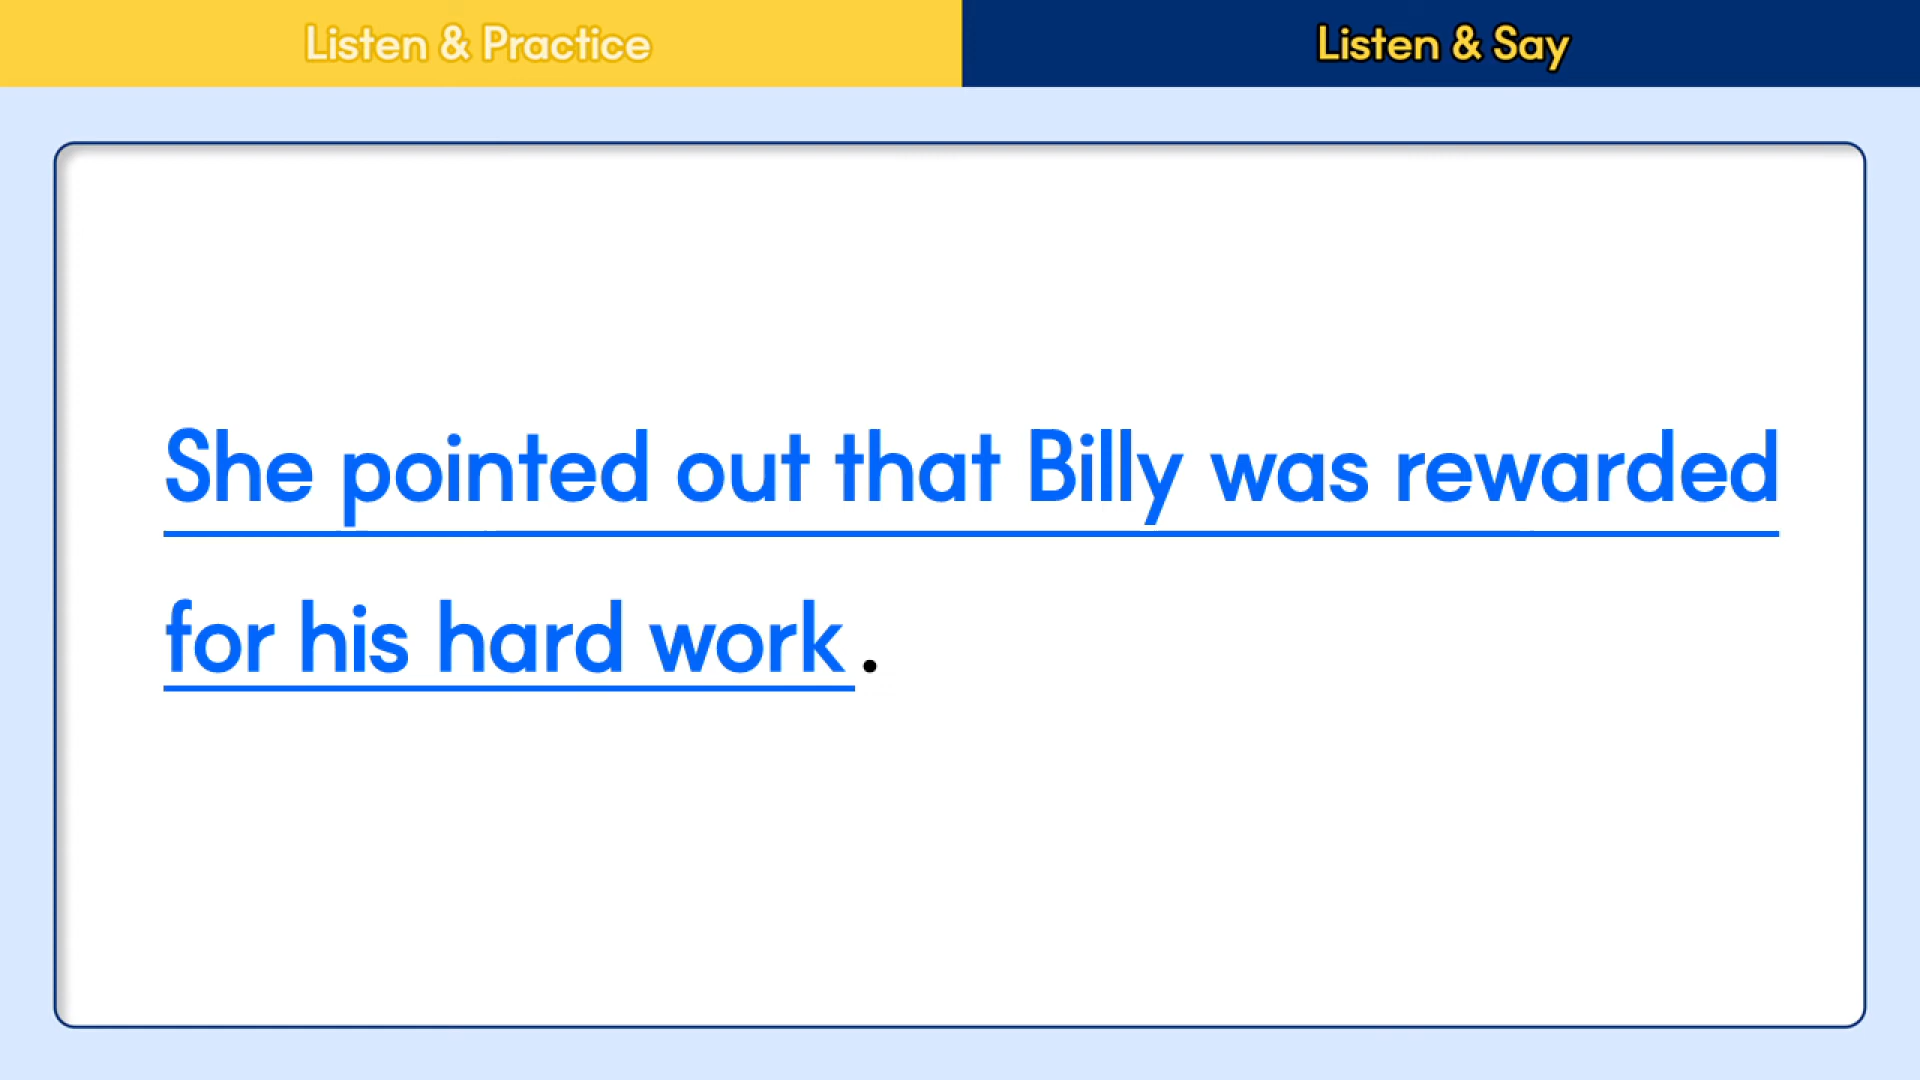 Listen & Practice
Listen & Say
She pointed out that Billy was rewarded
for his hard work .